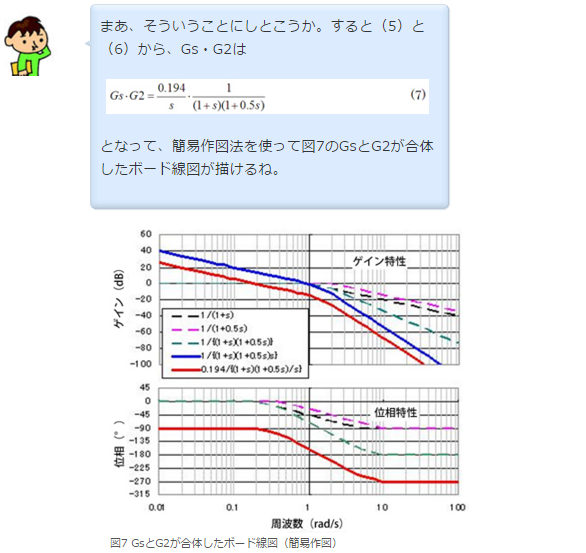 まあ、そういうことにしとこうか。すると（5）と
（6）から、Gs・G2は
Gs·G2= 0.194/s · 1/((1+s)(1+0.5s)) (7)
となって、簡易作図法を使って図7のGsとG2が合体
したボード線図が描けるね。
60
40
20
0
-20
-40
-60
-80
-100
ゲイン（dB）
ゲイン特性
1/(1+s)
1/(1+0.5s)
1/{(1+s)(1+0.5s)}
1/{(1+s)(1+0.5s)s}
0.194/{(1+s)(1+0.5s)/s}
45
0
-45
-90
-135
-180
-225
-270
-315
位相（°）
位相特性
0.01 0.1 1 10 100
周波数（rad/s）
図7 GsとG2が合体したボード線図（簡易作図）